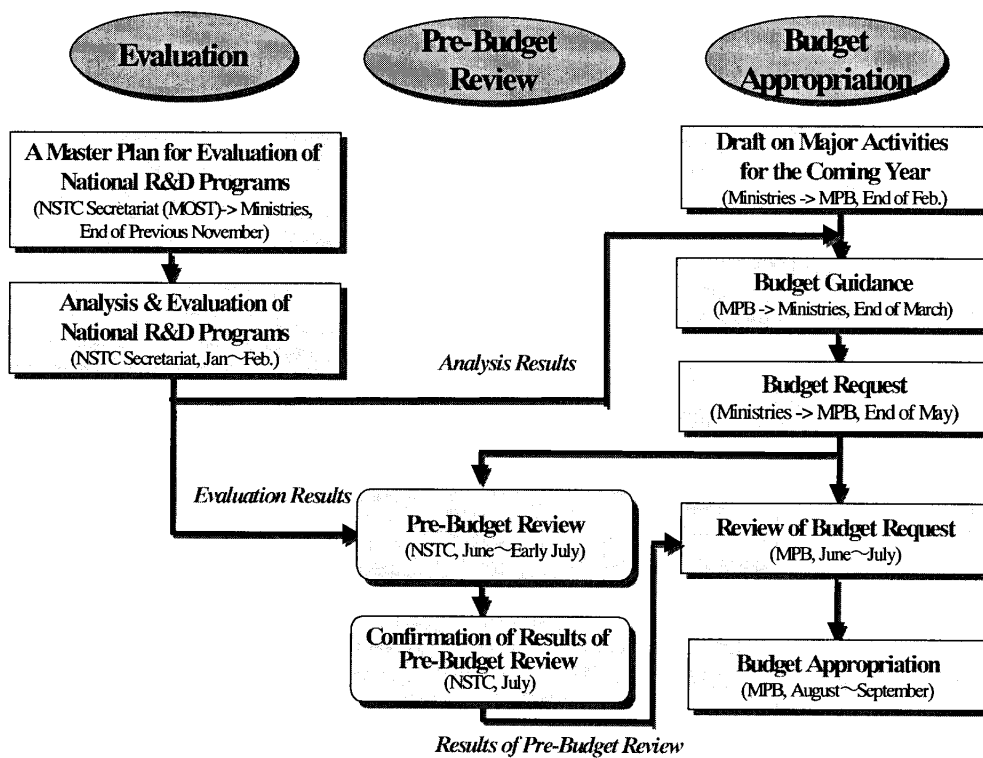 Evaluation
Pre-Budget
Review
Budget
Appropriation
A Master Plan for Evaluation of
National R&D Programs
(NSTC Secretariat (MOST)-> Ministries,
End of Previous November)
Analysis & Evaluation of
National R&D Programs
(NSTC Secretariat, Jan~Feb.)
Analysis Results
Evaluation Results
Pre-Budget Review
(NSTC, June~Early July)
Confirmation of Results of
Pre-Budget Review
(NSTC, July)
Results of Pre-Budget Review
Draft on Major Activities
for the Coming Year
(Ministries -> MPB, End of Feb.)
Budget Guidance
(MPB -> Ministries, End of March)
Budget Request
(Ministries -> MPB, End of May)
Review of Budget Request
(MPB, June~July)
Budget Appropriation
(MPB, August~September)